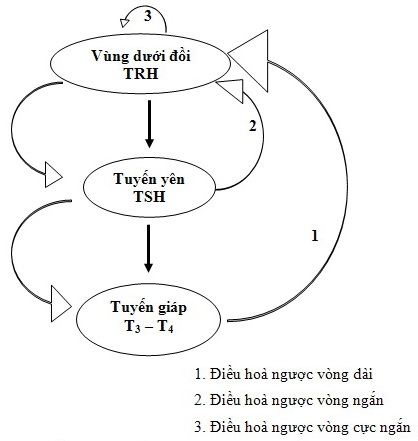 3
Vùng dưới đồi
TRH
2
Tuyến yên
TSH
1
Tuyến giáp
T₃ – T₄
1. Điều hoà ngược vòng dài
2. Điều hoà ngược vòng ngắn
3. Điều hoà ngược vòng cực ngắn